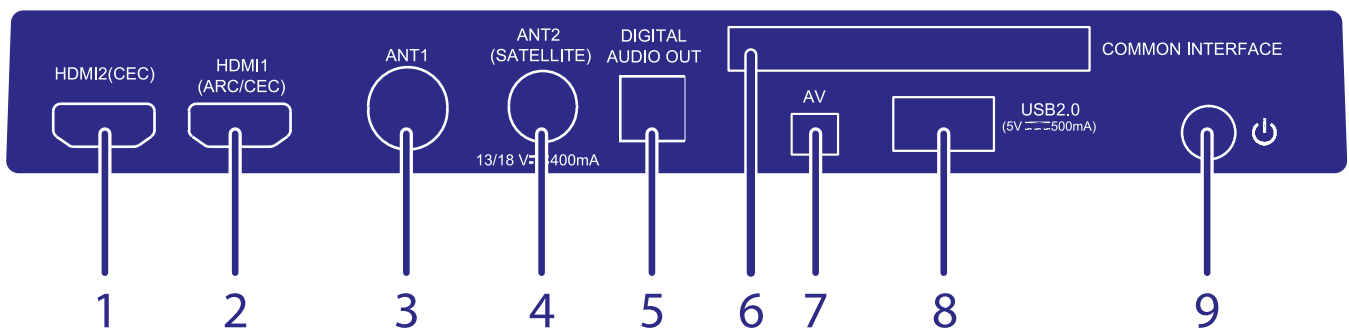 HDMI2(CEC)
HDMI1
(ARC/CEC)
ANT1
ANT2
(SATELLITE)
13/18 V⎓400mA
DIGITAL
AUDIO OUT
COMMON INTERFACE
AV
USB2.0
(5V⎓500mA)
1 2 3 4 5 6 7 8 9